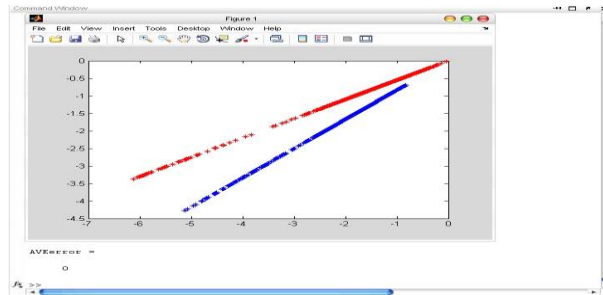 Command Window
Figure 1
File Edit View Insert Tools Desktop Window Help
0
-0.5
-1
-1.5
-2
-2.5
-3
-3.5
-4
-4.5
-7 -6 -5 -4 -3 -2 -1 0
AVEerror =
0
fx >>